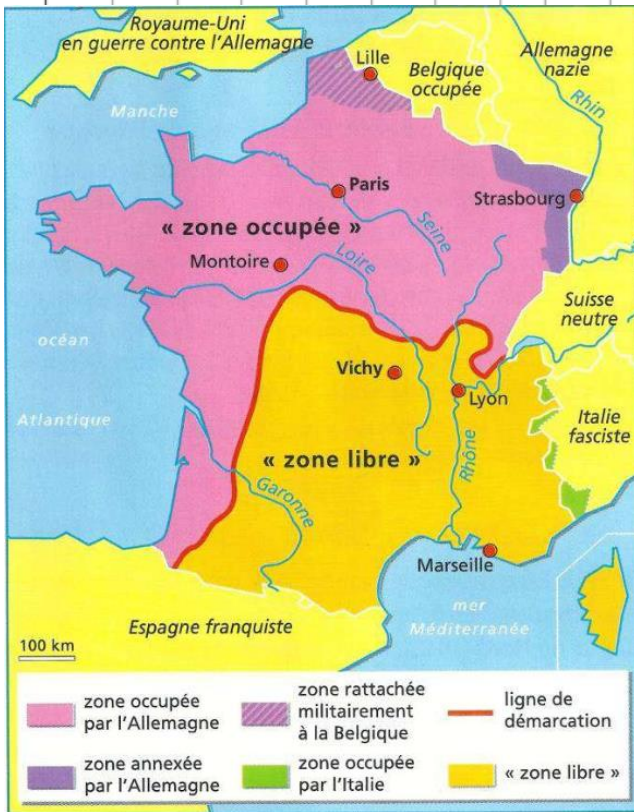 Royaume-Uni
en guerre contre l'Allemagne
Lille
Belgique
occupée
Allemagne
nazie
Rhin
Manche
Paris
Strasbourg
« zone occupée »
Seine
Montoire
Loire
Suisse
neutre
océan
Atlantique
Vichy
Lyon
Italie
fasciste
« zone libre »
Rhône
Garonne
Marseille
mer
Méditerranée
Espagne franquiste
100 km
zone occupée
par l'Allemagne
zone rattachée
militairement
à la Belgique
ligne de
démarcation
zone annexée
par l'Allemagne
zone occupée
par l'Italie
« zone libre »